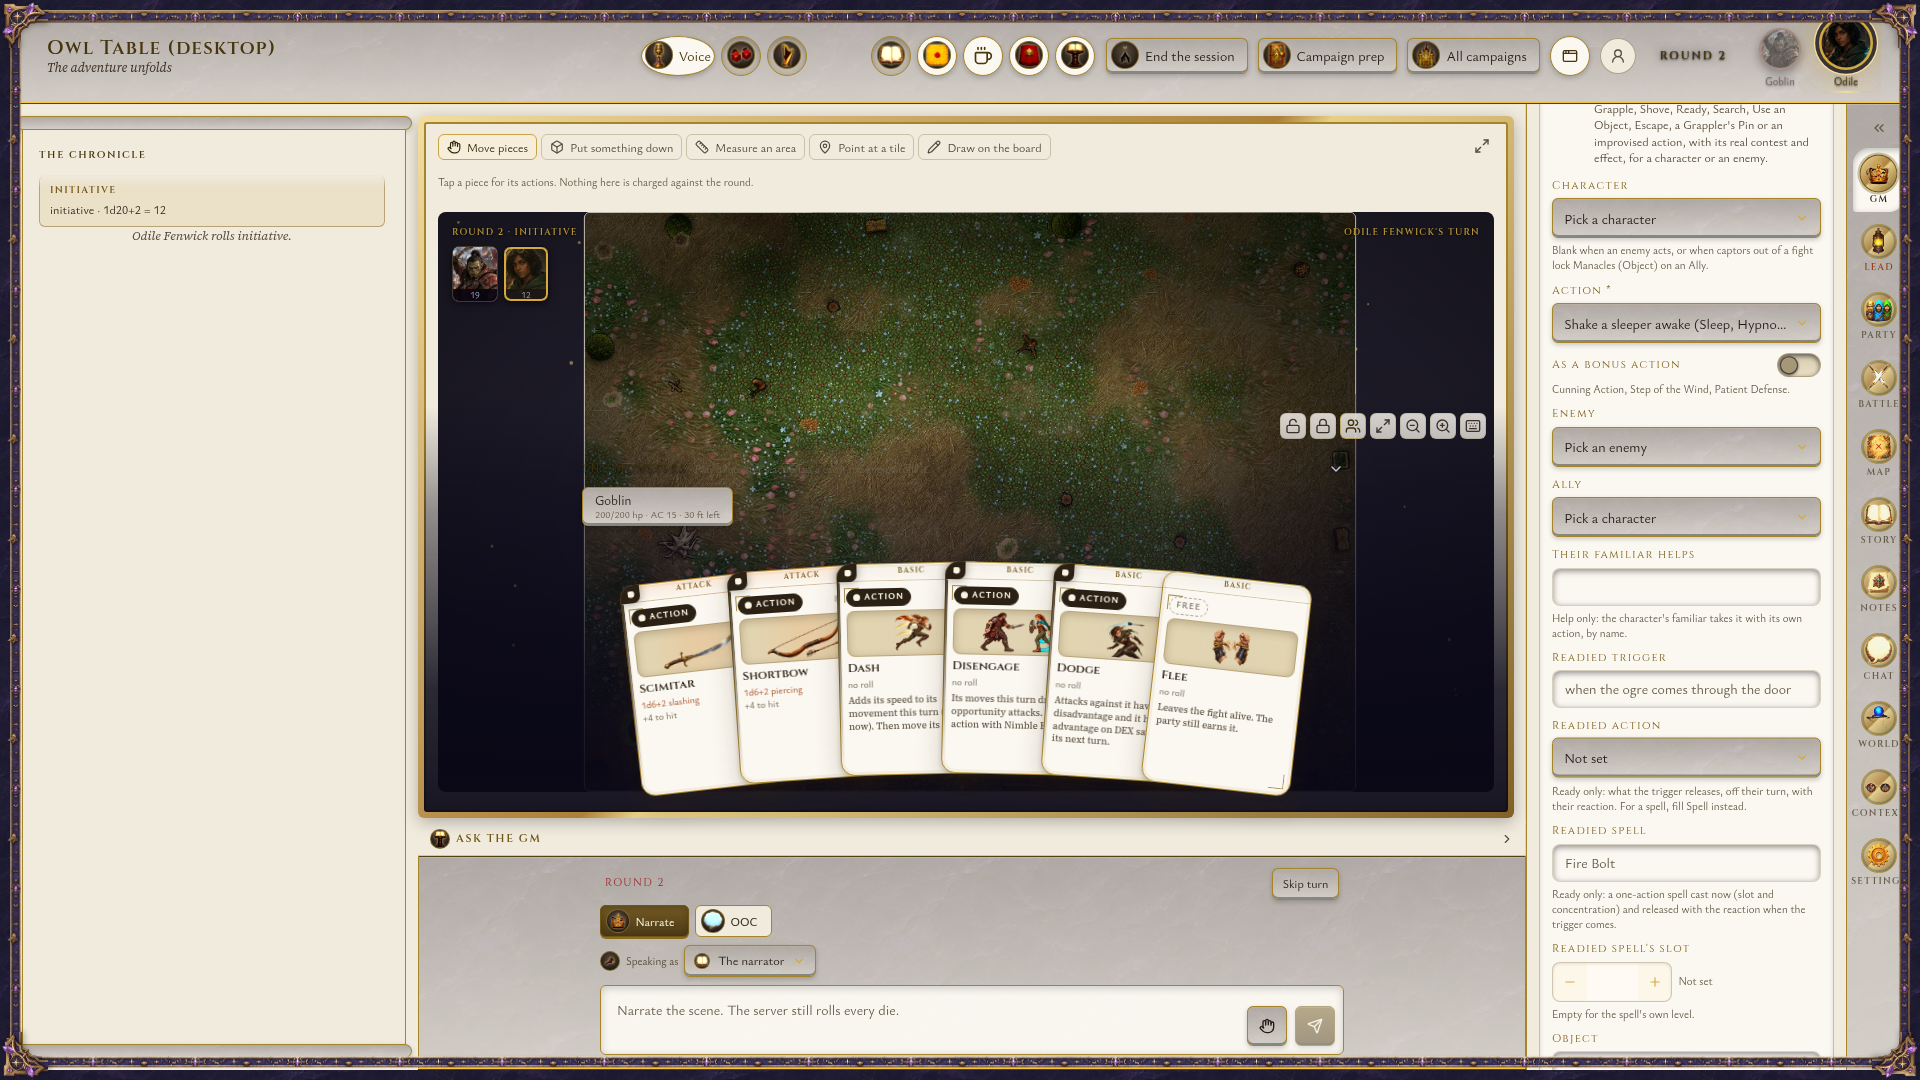 Owl Table (desktop)
The adventure unfolds
Voice
End the session
Campaign prep
All campaigns
ROUND 2
Goblin
Odile
THE CHRONICLE
INITIATIVE
initiative · 1d20+2 = 12
Odile Fenwick rolls initiative.
Move pieces
Put something down
Measure an area
Point at a tile
Draw on the board
Tap a piece for its actions. Nothing here is charged against the round.
ROUND 2 · INITIATIVE
ODILE FENWICK'S TURN
19
12
Goblin
200/200 hp · AC 15 · 30 ft left
ATTACK
ACTION
SCIMITAR
1d6+2 slashing
+4 to hit
ATTACK
ACTION
SHORTBOW
1d6+2 piercing
+4 to hit
BASIC
ACTION
DASH
no roll
Adds its speed to its
movement this turn
now). Then move its
BASIC
ACTION
DISENGAGE
no roll
Its moves this turn
opportunity attacks.
action with Nimble
BASIC
ACTION
DODGE
no roll
Attacks against it
disadvantage and it
advantage on DEX
its next turn.
BASIC
FREE
FLEE
no roll
Leaves the fight alive. The
party still earns it.
ASK THE GM
ROUND 2
Skip turn
Narrate
OOC
Speaking as
The narrator
Narrate the scene. The server still rolls every die.
Grapple, Shove, Ready, Search, Use an
Object, Escape, a Grappler's Pin or an
improvised action, with its real contest and
effect, for a character or an enemy.
CHARACTER
Pick a character
Blank when an enemy acts, or when captors out of a fight
lock Manacles (Object) on an Ally.
ACTION *
Shake a sleeper awake (Sleep, Hypno...
AS A BONUS ACTION
Cunning Action, Step of the Wind, Patient Defense.
ENEMY
Pick an enemy
ALLY
Pick a character
THEIR FAMILIAR HELPS
Help only: the character's familiar takes it with its own
action, by name.
READIED TRIGGER
when the ogre comes through the door
READIED ACTION
Not set
Ready only: what the trigger releases, off their turn, with
their reaction. For a spell, fill Spell instead.
READIED SPELL
Fire Bolt
Ready only: a one-action spell cast now (slot and
concentration) and released with the reaction when the
trigger comes.
READIED SPELL'S SLOT
Not set
Empty for the spell's own level.
OBJECT
GM
LEAD
PARTY
BATTLE
MAP
STORY
NOTES
CHAT
WORLD
CONTEX
SETTING